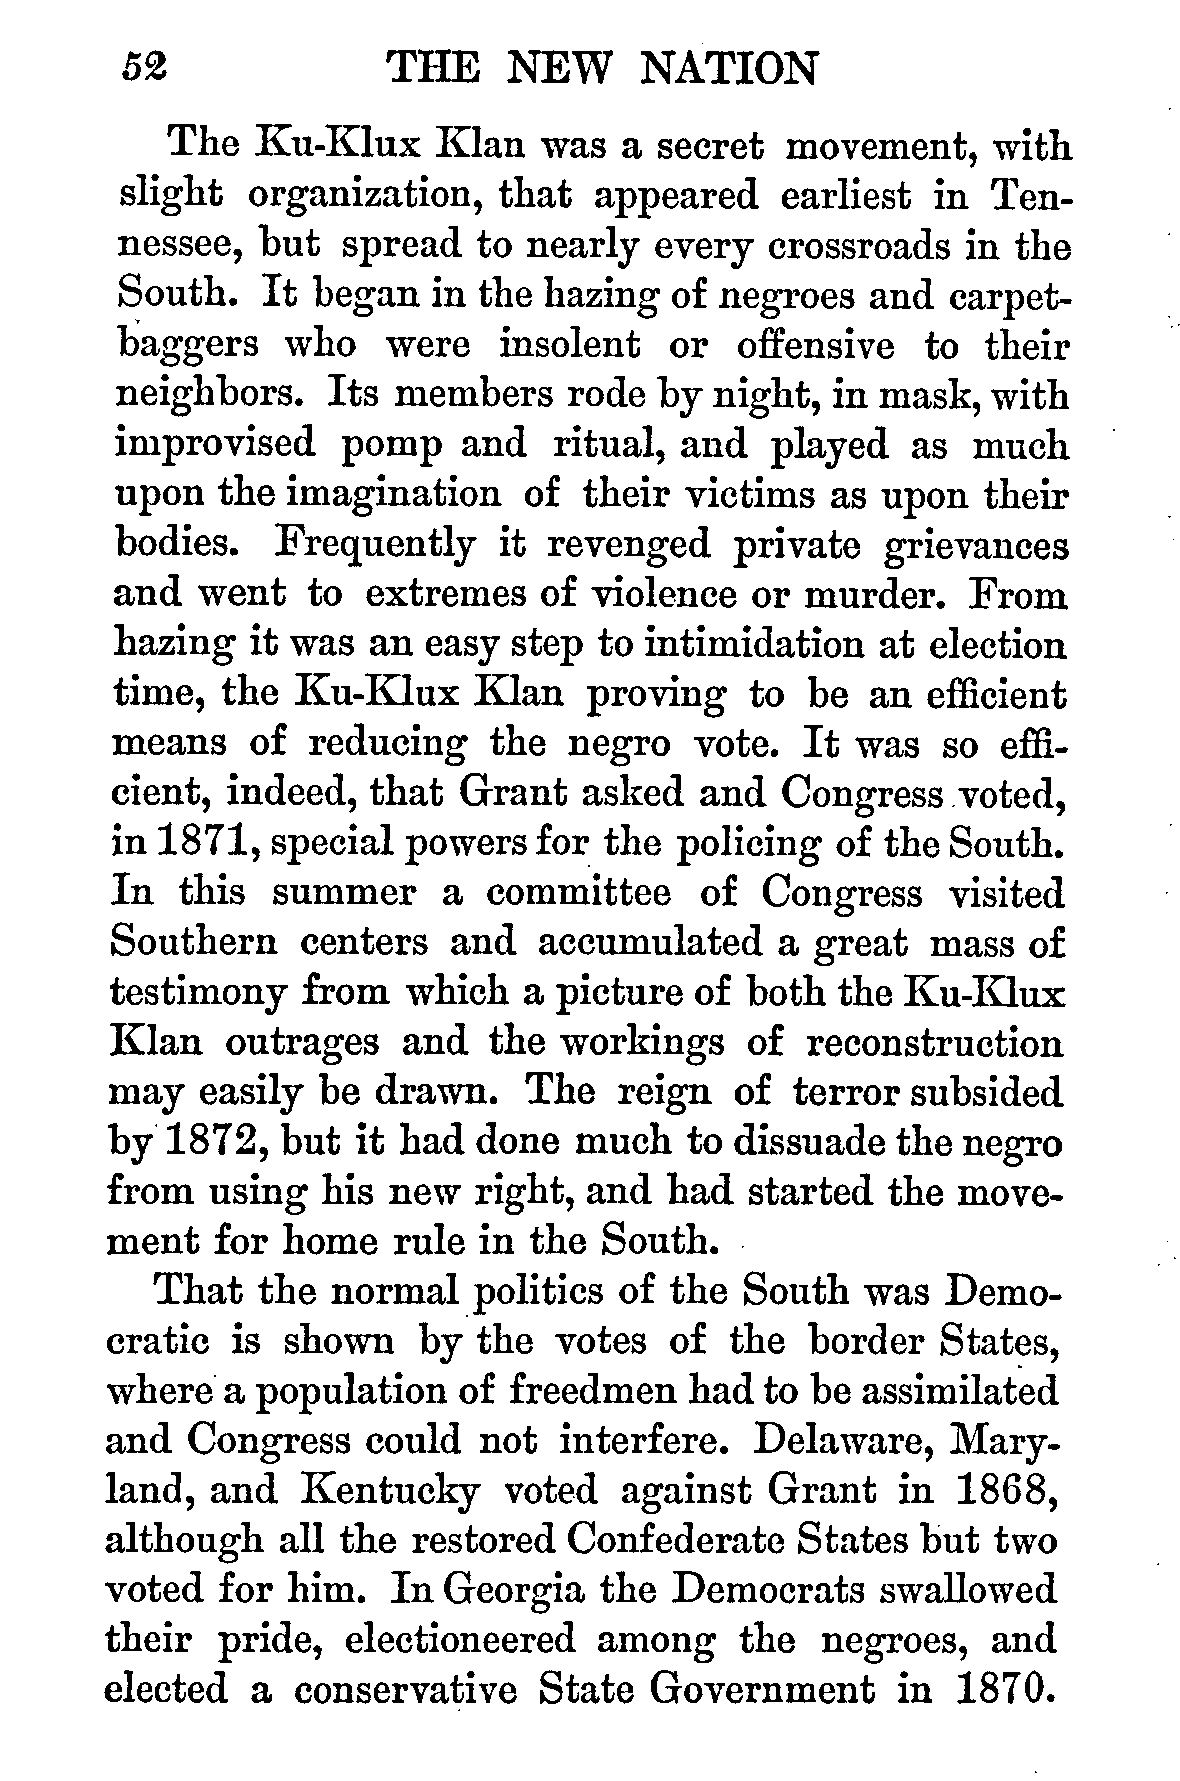 52 THE NEW NATION
The Ku-Klux Klan was a secret movement, with
slight organization, that appeared earliest in Ten-
nessee, but spread to nearly every crossroads in the
South. It began in the hazing of negroes and carpet-
baggers who were insolent or offensive to their
neighbors. Its members rode by night, in mask, with
improvised pomp and ritual, and played as much
upon the imagination of their victims as upon their
bodies. Frequently it revenged private grievances
and went to extremes of violence or murder. From
hazing it was an easy step to intimidation at election
time, the Ku-Klux Klan proving to be an efficient
means of reducing the negro vote. It was so effi-
cient, indeed, that Grant asked and Congress voted,
in 1871, special powers for the policing of the South.
In this summer a committee of Congress visited
Southern centers and accumulated a great mass of
testimony from which a picture of both the Ku-Klux
Klan outrages and the workings of reconstruction
may easily be drawn. The reign of terror subsided
by 1872, but it had done much to dissuade the negro
from using his new right, and had started the move-
ment for home rule in the South.
That the normal politics of the South was Demo-
cratic is shown by the votes of the border States,
where a population of freedmen had to be assimilated
and Congress could not interfere. Delaware, Mary-
land, and Kentucky voted against Grant in 1868,
although all the restored Confederate States but two
voted for him. In Georgia the Democrats swallowed
their pride, electioneered among the negroes, and
elected a conservative State Government in 1870.